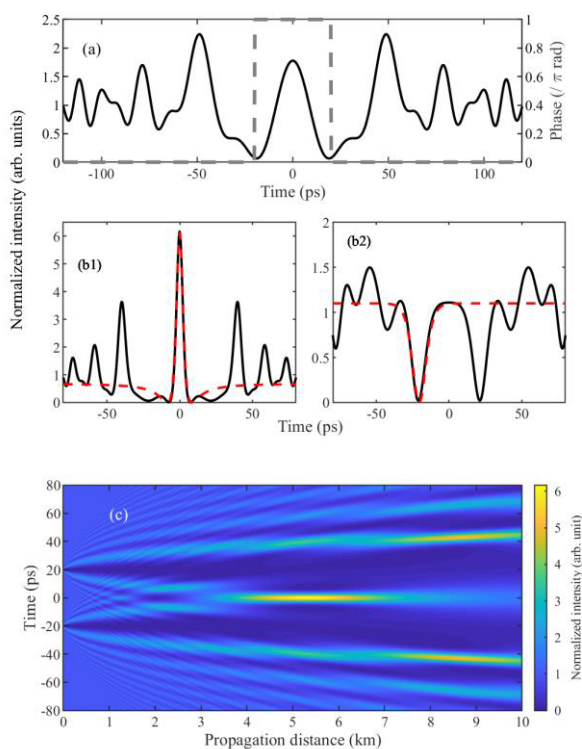 (a)
2.5
2
1.5
1
0.5
0
1
0.8
0.6
0.4
0.2
0
Phase (/ π rad)
-100 -50 0 50 100
Time (ps)
Normalized intensity (arb. units)
(b1)
6
5
4
3
2
1
0
-50 0 50
(b2)
2
1.5
1
0.5
0
-50 0 50
Time (ps)
(c)
80
60
40
20
0
-20
-40
-60
-80
Time (ps)
0 1 2 3 4 5 6 7 8 9 10
Propagation distance (km)
6
5
4
3
2
1
0
Normalized intensity (arb. unit)